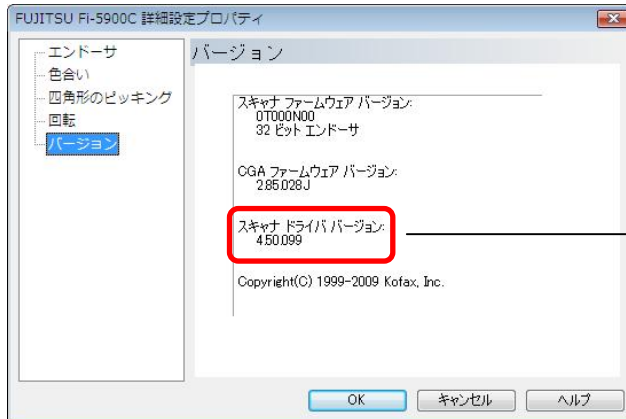 FUJITSU Fi-5900C 詳細設定プロパティ
エンドーサ
色合い
四角形のピッキング
回転
バージョン
バージョン
スキャナ ファームウェア バージョン:
0T000N00
32 ビット エンドーサ
CGA ファームウェア バージョン:
2.85.028J
スキャナ ドライバ バージョン:
4.50.099
Copyright(C) 1999-2009 Kofax, Inc.
OK
キャンセル
ヘルプ